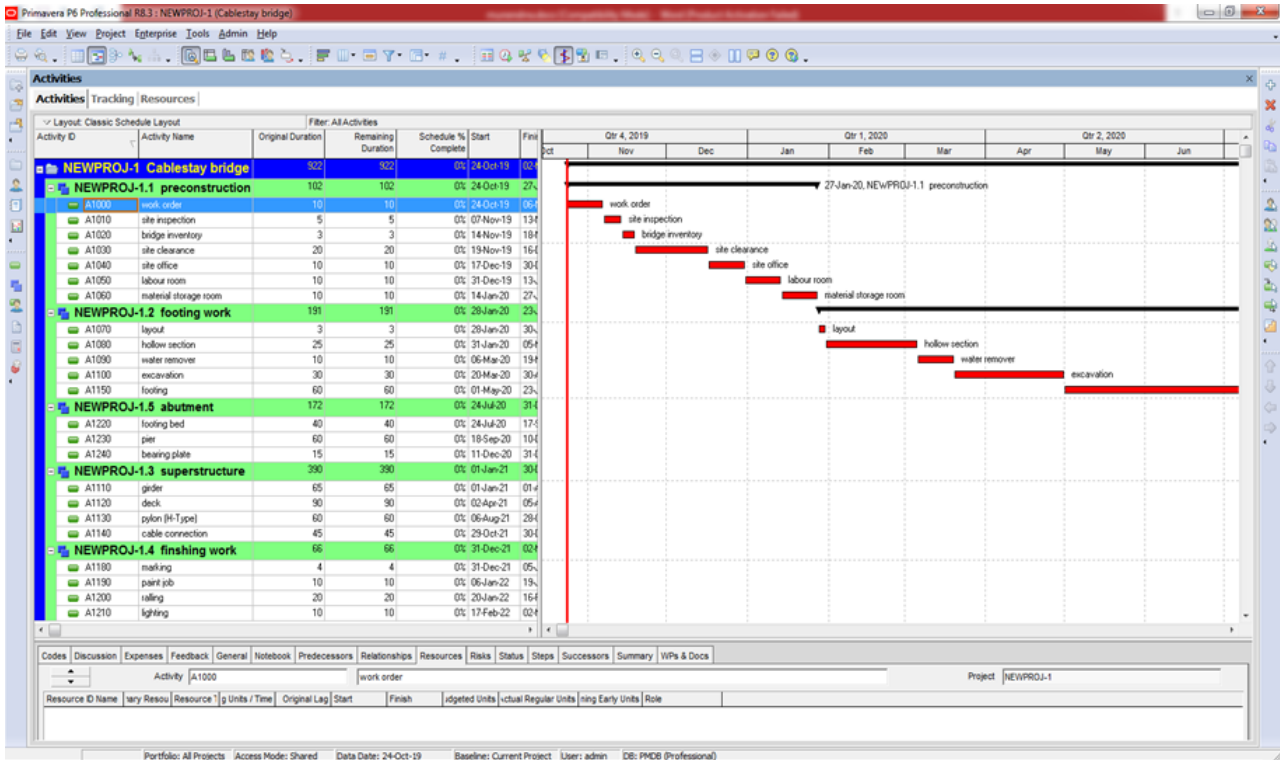 Primavera P6 Professional R8.3 : NEWPROJ-1 (Cablestay bridge)
File Edit View Project Enterprise Tools Admin Help
Activities
Activities Tracking Resources
Layout: Classic Schedule Layout Filter: All Activities
Activity ID Activity Name Original Duration Remaining Duration Schedule % Complete Start Qtr 4, 2019 Qtr 1, 2020 Qtr 2, 2020
Nov Dec Jan Feb Mar Apr May Jun
NEWPROJ-1 Cablestay bridge 922 922 0% 24-Oct-19
NEWPROJ-1.1 preconstruction 102 102 0% 24-Oct-19 27-Jan-20, NEWPROJ-1.1 preconstruction
A1000 work order 10 10 0% 24-Oct-19 work order
A1010 site inspection 5 5 0% 07-Nov-19 site inspection
A1020 bridge inventory 3 3 0% 14-Nov-19 bridge inventory
A1030 site clearance 20 20 0% 19-Nov-19 site clearance
A1040 site office 10 10 0% 17-Dec-19 site office
A1050 labour room 10 10 0% 31-Dec-19 labour room
A1060 material storage room 10 10 0% 14-Jan-20 material storage room
NEWPROJ-1.2 footing work 191 191 0% 28-Jan-20
A1070 layout 3 3 0% 28-Jan-20 layout
A1080 hollow section 25 25 0% 31-Jan-20 hollow section
A1090 water remover 10 10 0% 06-Mar-20 water remover
A1100 excavation 30 30 0% 20-Mar-20 excavation
A1150 footing 60 60 0% 01-May-20
NEWPROJ-1.5 abutment 172 172 0% 24-Jul-20
A1220 footing bed 40 40 0% 24-Jul-20
A1230 pier 60 60 0% 18-Sep-20
A1240 bearing plate 15 15 0% 11-Dec-20
NEWPROJ-1.3 superstructure 390 390 0% 01-Jan-21
A1110 girder 65 65 0% 01-Jan-21
A1120 deck 90 90 0% 02-Apr-21
A1130 pylon (H-Type) 60 60 0% 06-Aug-21
A1140 cable connection 45 45 0% 29-Oct-21
NEWPROJ-1.4 finshing work 66 66 0% 31-Dec-21
A1180 marking 4 4 0% 31-Dec-21
A1190 paint job 10 10 0% 06-Jan-22
A1200 railing 20 20 0% 20-Jan-22
A1210 lighting 10 10 0% 17-Feb-22
Codes Discussion Expenses Feedback General Notebook Predecessors Relationships Resources Risks Status Steps Successors Summary WPs & Docs
Activity A1000 work order Project NEWPROJ-1
Resource ID Name Resource g Units / Time Original Lag Start Finish Units Regular Units Early Units Role
Portfolio: All Projects Access Mode: Shared Data Date: 24-Oct-19 Baseline: Current Project User: admin DB: PMDB (Professional)